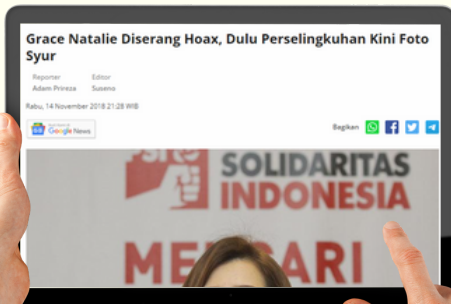 Grace Natalie Diserang Hoax, Dulu Perselingkuhan Kini Foto
Syur
Reporter Editor
Adam Prireza Suseno
Rabu, 14 November 2018 21:28 WIB
Google News
Bagikan
SOLIDARITAS
INDONESIA